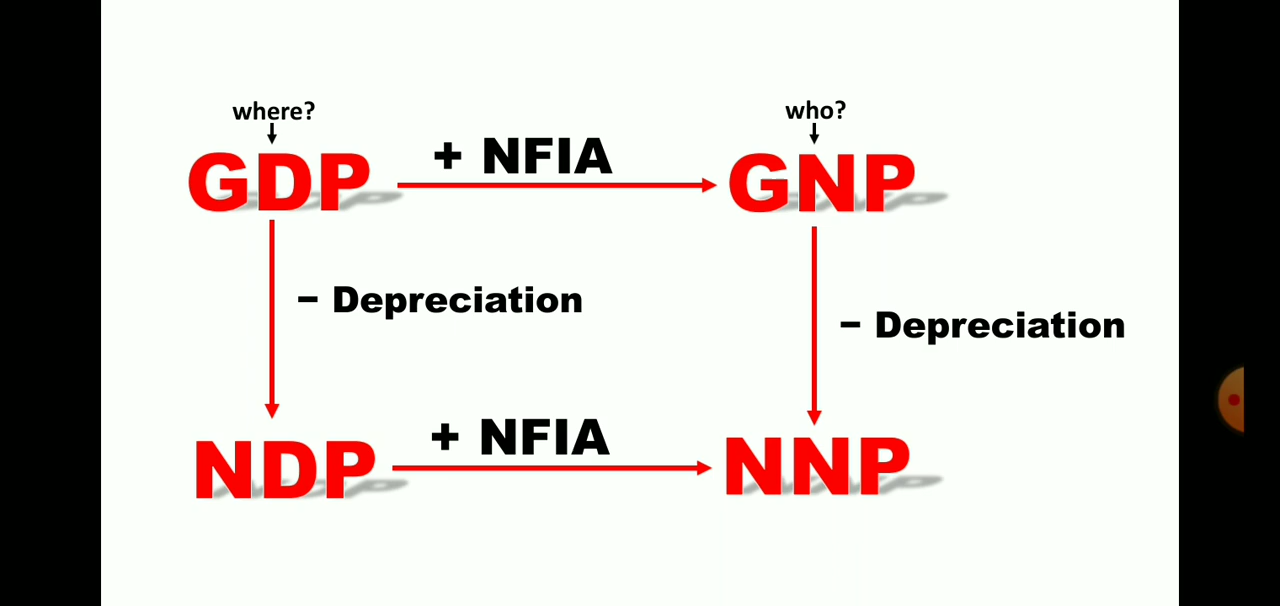 where?
who?
GDP
+ NFIA
GNP
− Depreciation
− Depreciation
NDP
+ NFIA
NNP